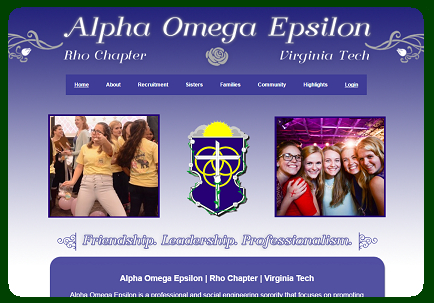 Alpha Omega Epsilon
Rho Chapter Virginia Tech
Home About Recruitment Sisters Families Community Highlights Login
Friendship. Leadership. Professionalism.
Alpha Omega Epsilon | Rho Chapter | Virginia Tech
Alpha Omega Epsilon is a professional and social engineering sorority that focuses on promoting